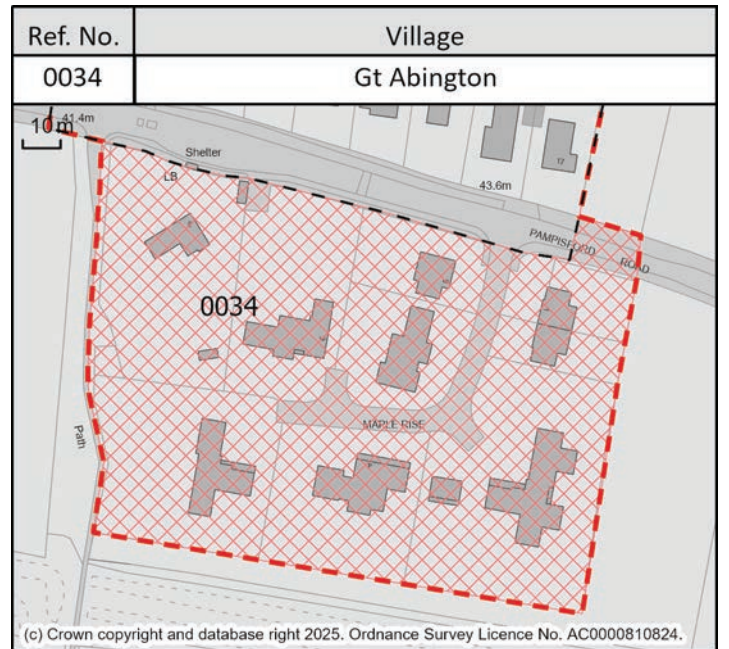 Ref. No. Village
0034 Gt Abington
10 m
41.4m
Shelter
LB
17
43.6m
PAMPISFORD ROAD
0034
MAPLE RISE
Path
(c) Crown copyright and database right 2025. Ordnance Survey Licence No. AC0000810824.